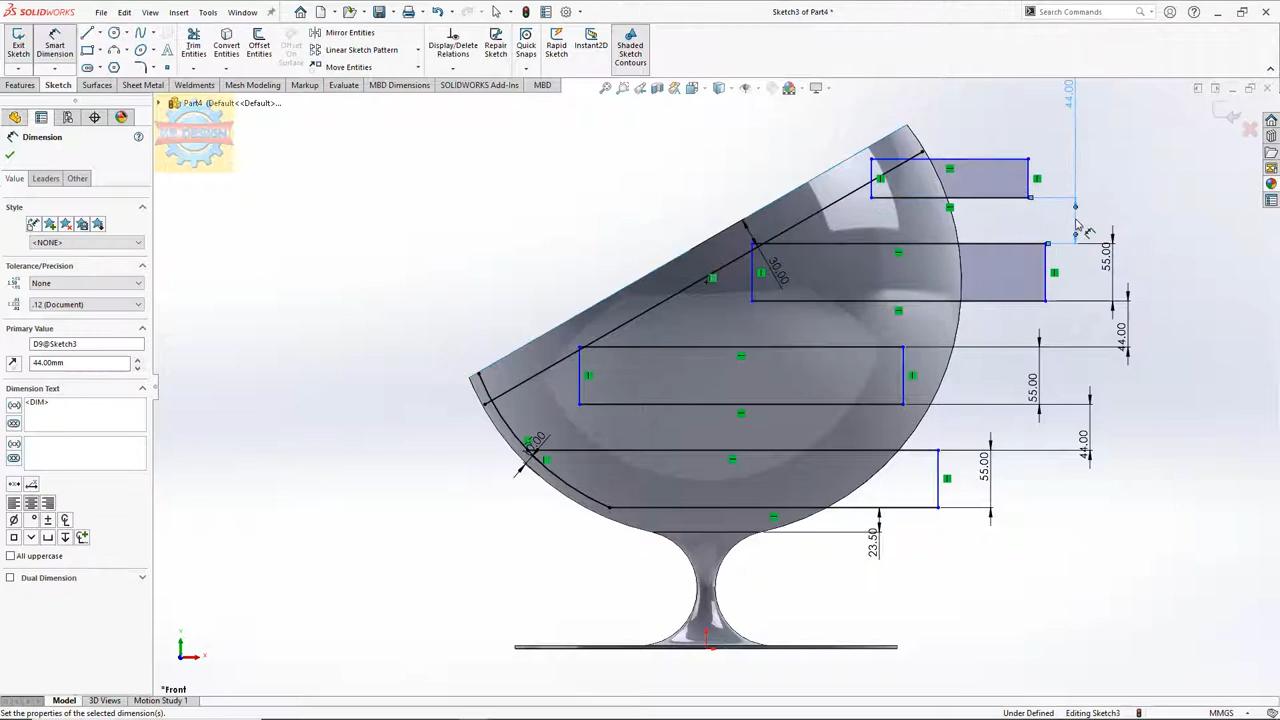 SOLIDWORKS
File
Edit
View
Insert
Tools
Window
Sketch3 of Part4 *
Search Commands
Exit
Sketch
Smart
Dimension
Trim
Entities
Convert
Entities
Offset
Entities
Offset
On
Surface
Mirror Entities
Linear Sketch Pattern
Move Entities
Display/Delete
Relations
Repair
Sketch
Quick
Snaps
Rapid
Sketch
Instant2D
Shaded
Sketch
Contours
Features
Sketch
Surfaces
Sheet Metal
Weldments
Mesh Modeling
Markup
Evaluate
MBD Dimensions
SOLIDWORKS Add-Ins
MBD
Part4 (Default<<Default>...
Dimension
Value
Leaders
Other
Style
<NONE>
Tolerance/Precision
None
.12 (Document)
Primary Value
D9@Sketch3
44.00mm
Dimension Text
<DIM>
All uppercase
Dual Dimension
44.00
55.00
30.00
44.00
55.00
44.00
55.00
23.50
*Front
Model
3D Views
Motion Study 1
Set the properties of the selected dimension(s).
Under Defined
Editing Sketch3
MMGS